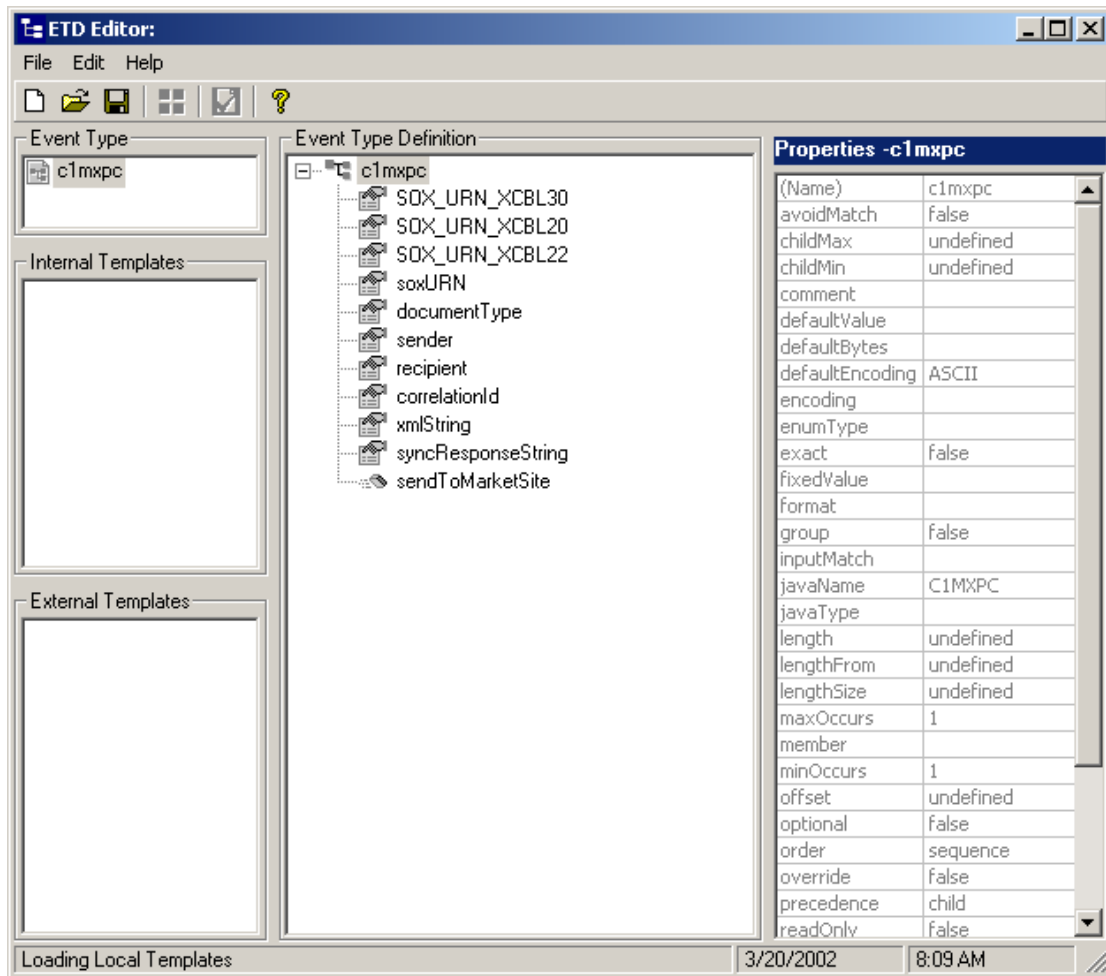 ETD Editor:
File Edit Help
Event Type
c1mxpc
Internal Templates
External Templates
Event Type Definition
c1mxpc
SOX_URN_XCBL30
SOX_URN_XCBL20
SOX_URN_XCBL22
soxURN
documentType
sender
recipient
correlationId
xmlString
syncResponseString
sendToMarketSite
Properties -c1mxpc
(Name) c1mxpc
avoidMatch false
childMax undefined
childMin undefined
comment
defaultValue
defaultBytes
defaultEncoding ASCII
encoding
enumType
exact false
fixedValue
format
group false
inputMatch
javaName C1MXPC
javaType
length undefined
lengthFrom undefined
lengthSize undefined
maxOccurs 1
member
minOccurs 1
offset undefined
optional false
order sequence
override false
precedence child
readOnly false
Loading Local Templates 3/20/2002 8:09 AM